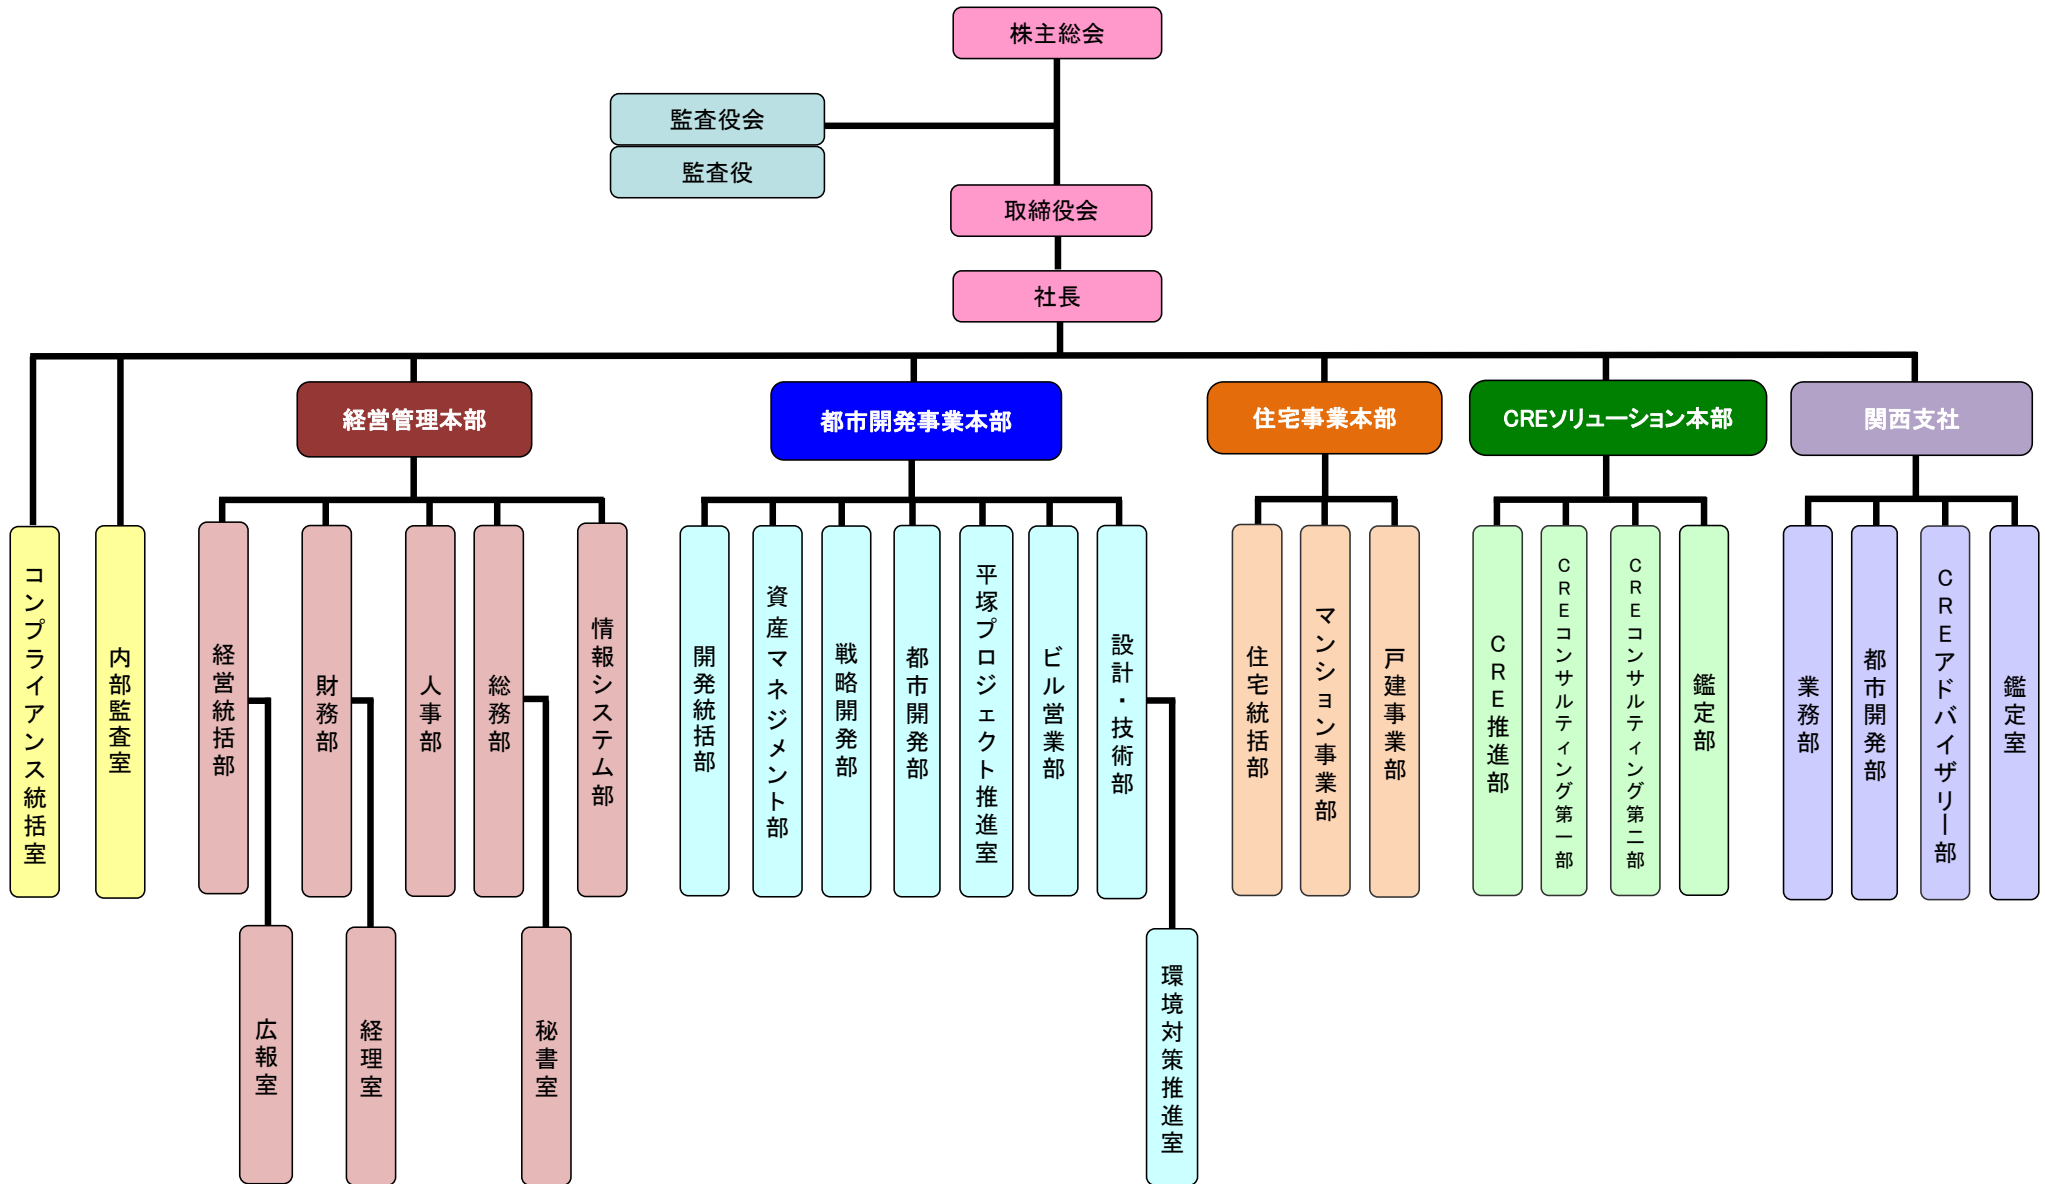 株主総会
監査役会
監査役
取締役会
社長
経営管理本部
都市開発事業本部
住宅事業本部
CREソリューション本部
関西支社
コンプライアンス統括室
内部監査室
経営統括部
財務部
人事部
総務部
情報システム部
開発統括部
資産マネジメント部
戦略開発部
都市開発部
平塚プロジェクト推進室
ビル営業部
設計・技術部
住宅統括部
マンション事業部
戸建事業部
CRE推進部
CREコンサルティング第一部
CREコンサルティング第二部
鑑定部
業務部
都市開発部
CREアドバイザリー部
鑑定室
広報室
経理室
秘書室
環境対策推進室